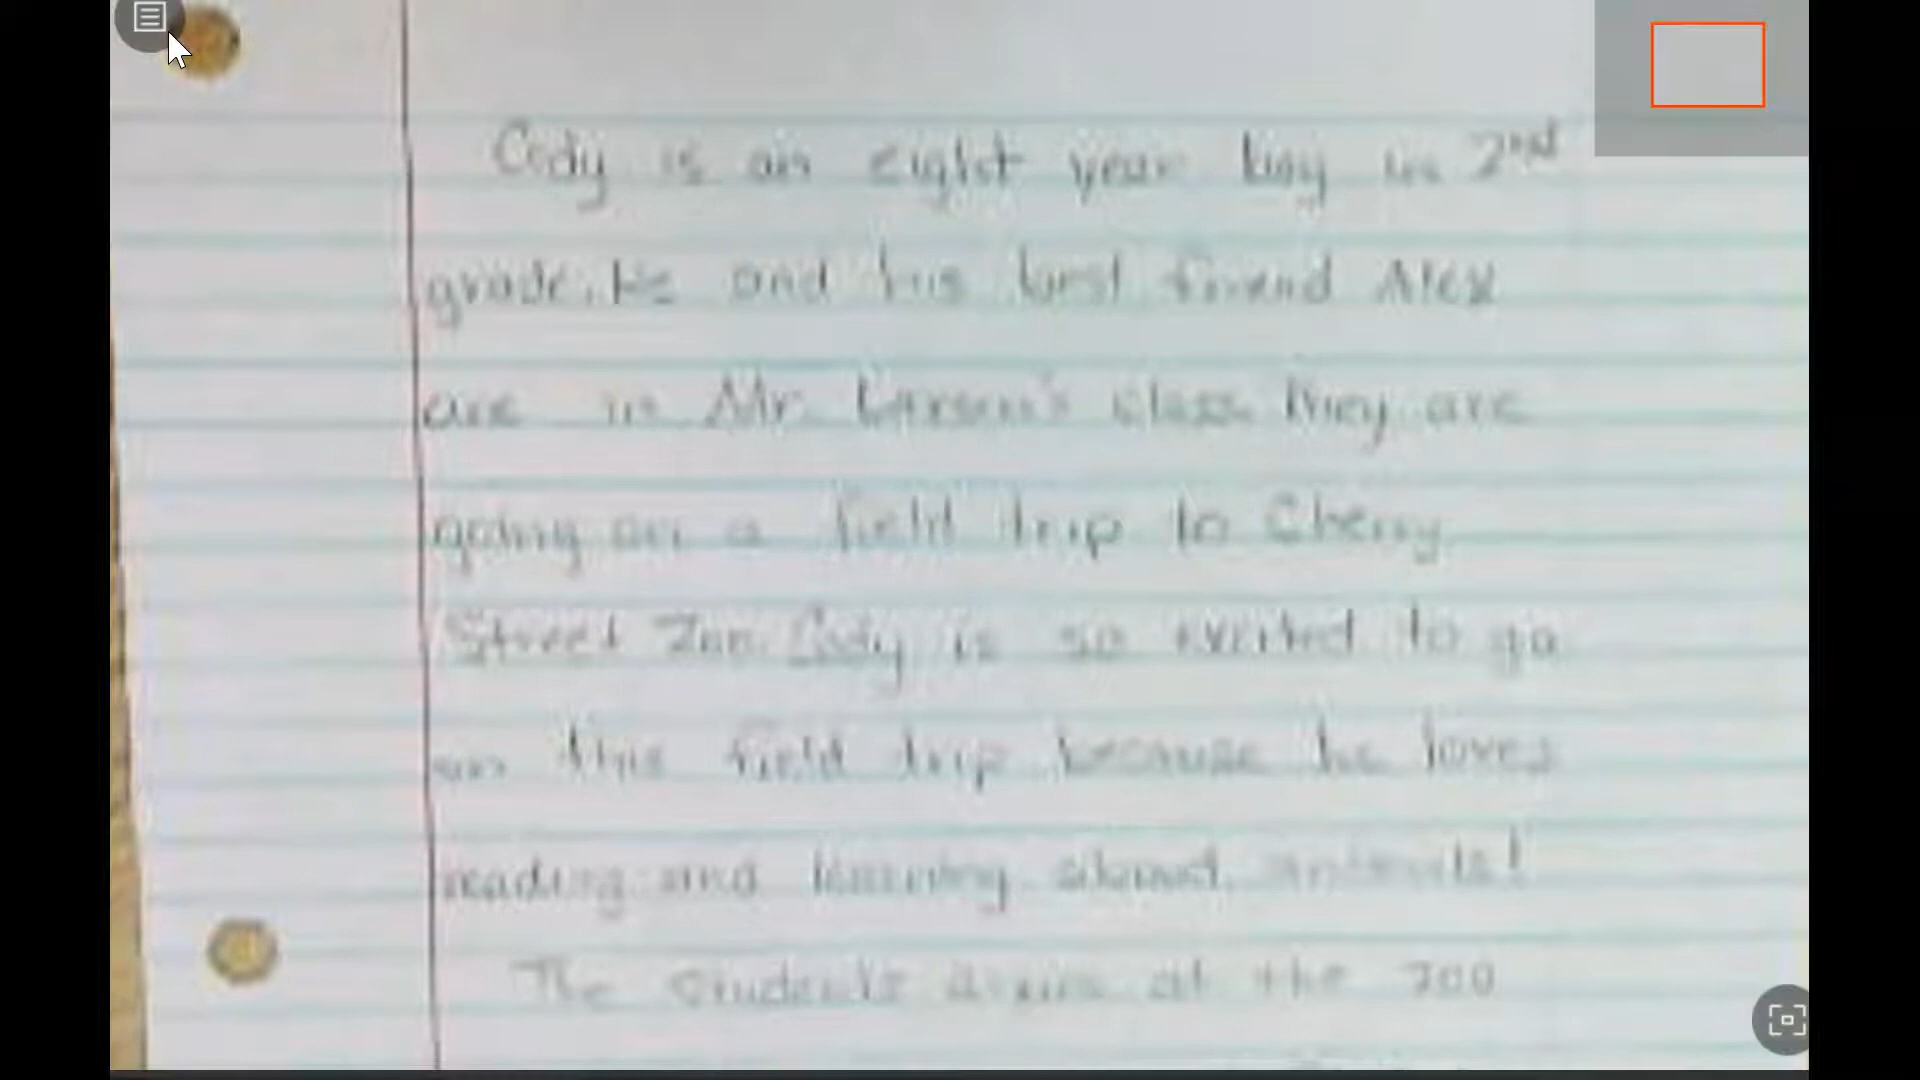 Cody is an eight year boy in 2nd
grade. He and his best friend Alex
are in Mr. Larson's class. They are
going on a field trip to Cherry
Street Zoo. Cody is so excited to go
on this field trip because he loves
reading and learning about animals!
The students arrive at the zoo